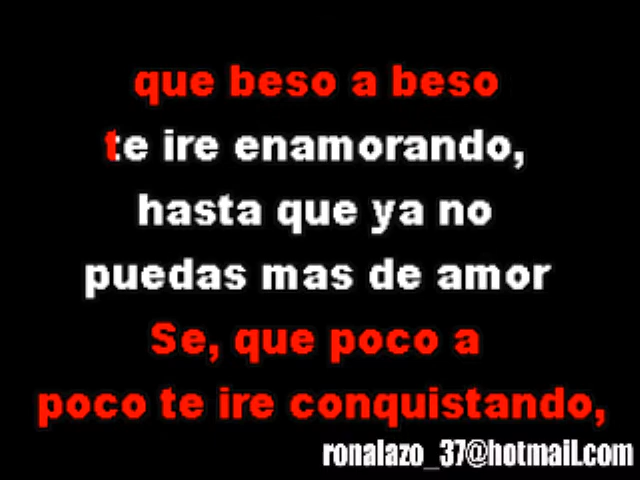 que beso a beso
te ire enamorando,
hasta que ya no
puedas mas de amor
Se, que poco a
poco te ire conquistando,
ronalazo_37@hotmail.com